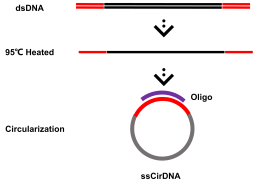 dsDNA
95℃ Heated
Oligo
Circularization
ssCirDNA